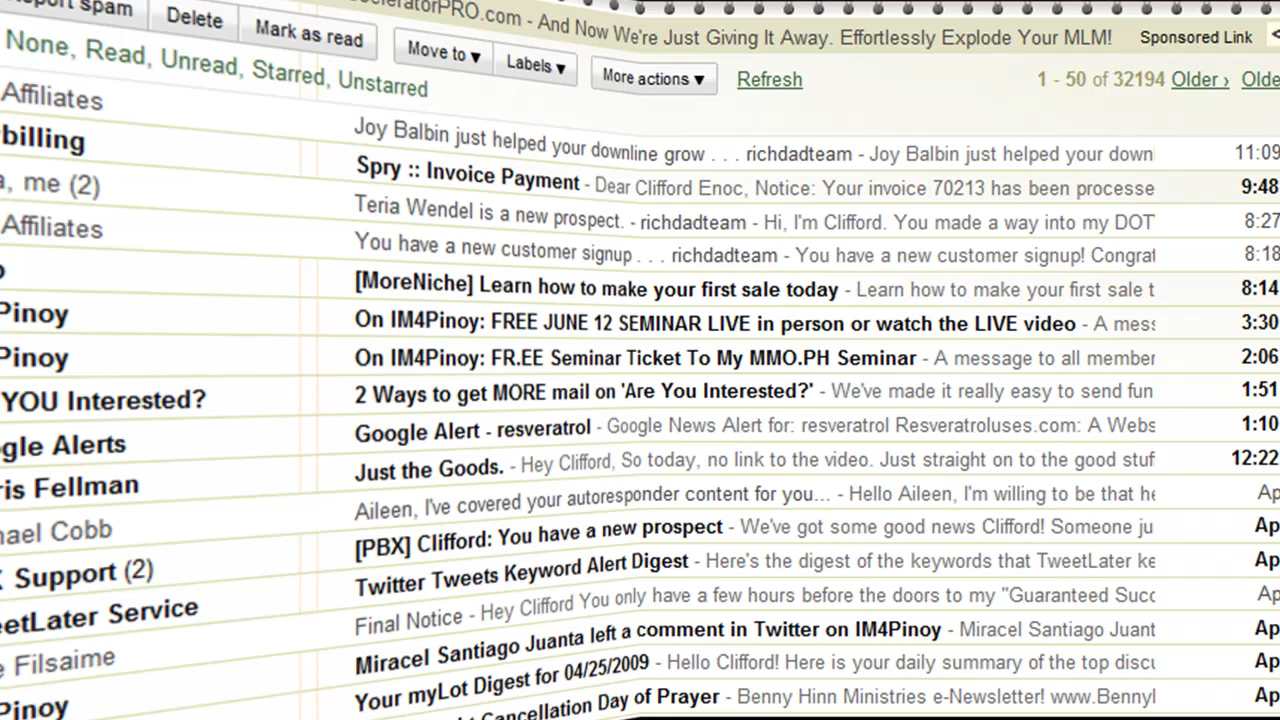 PRO.com - And Now We're Just Giving It Away. Effortlessly Explode Your MLM! Sponsored Link
spam Delete Mark as read Move to ▼ Labels ▼ More actions ▼ Refresh 1 - 50 of 32194 Older ›
None, Read, Unread, Starred, Unstarred
Affiliates Joy Balbin just helped your downline grow . . . richdadteam - Joy Balbin just helped your down 11:09
billing Spry :: Invoice Payment - Dear Clifford Enoc, Notice: Your invoice 70213 has been processe 9:48
, me (2) Teria Wendel is a new prospect. - richdadteam - Hi, I'm Clifford. You made a way into my DOT 8:27
Affiliates You have a new customer signup . . . richdadteam - You have a new customer signup! Congrat 8:18
[MoreNiche] Learn how to make your first sale today - Learn how to make your first sale t 8:14
Pinoy On IM4Pinoy: FREE JUNE 12 SEMINAR LIVE in person or watch the LIVE video - A mess 3:30
Pinoy On IM4Pinoy: FR.EE Seminar Ticket To My MMO.PH Seminar - A message to all member 2:06
YOU Interested? 2 Ways to get MORE mail on 'Are You Interested?' - We've made it really easy to send fun 1:51
gle Alerts Google Alert - resveratrol - Google News Alert for: resveratrol Resveratroluses.com: A Webs 1:10
ris Fellman Just the Goods. - Hey Clifford, So today, no link to the video. Just straight on to the good stuf 12:22
hael Cobb Aileen, I've covered your autoresponder content for you... - Hello Aileen, I'm willing to be that he Ap
Support (2) [PBX] Clifford: You have a new prospect - We've got some good news Clifford! Someone ju Ap
eetLater Service Twitter Tweets Keyword Alert Digest - Here's the digest of the keywords that TweetLater ke Ap
e Filsaime Final Notice - Hey Clifford You only have a few hours before the doors to my "Guaranteed Succ Ap
Pinoy Miracel Santiago Juanta left a comment in Twitter on IM4Pinoy - Miracel Santiago Juant Ap
Your myLot Digest for 04/25/2009 - Hello Clifford! Here is your daily summary of the top discu Ap
Cancellation Day of Prayer - Benny Hinn Ministries e-Newsletter! www.Bennyl Ap